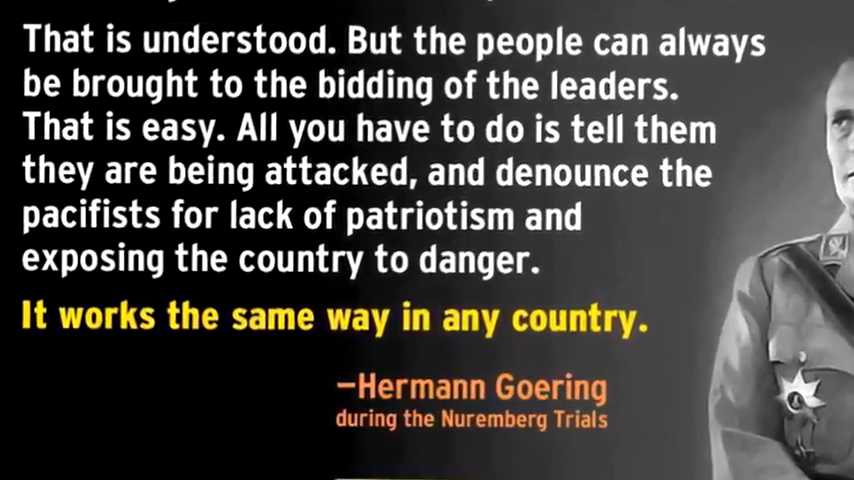 That is understood. But the people can always
be brought to the bidding of the leaders.
That is easy. All you have to do is tell them
they are being attacked, and denounce the
pacifists for lack of patriotism and
exposing the country to danger.
It works the same way in any country.
—Hermann Goering
during the Nuremberg Trials